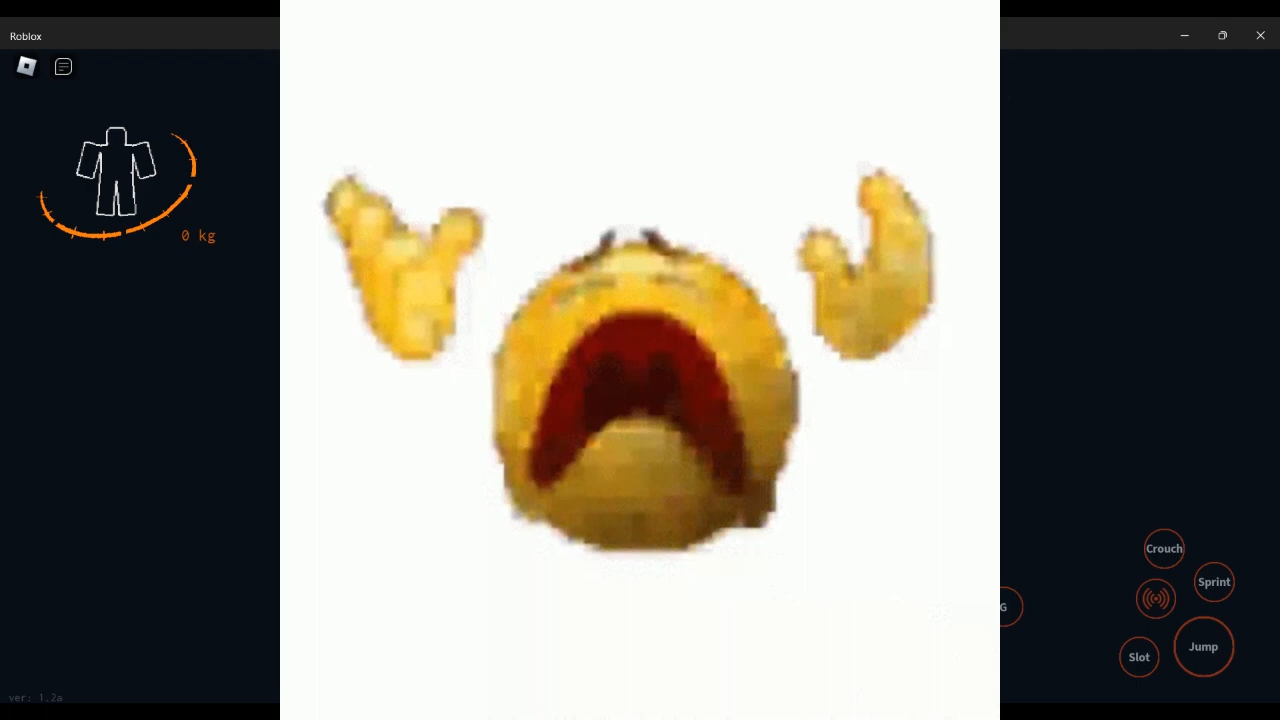 Roblox
0 kg
Crouch
Sprint
G
Slot
Jump
ver: 1.2a